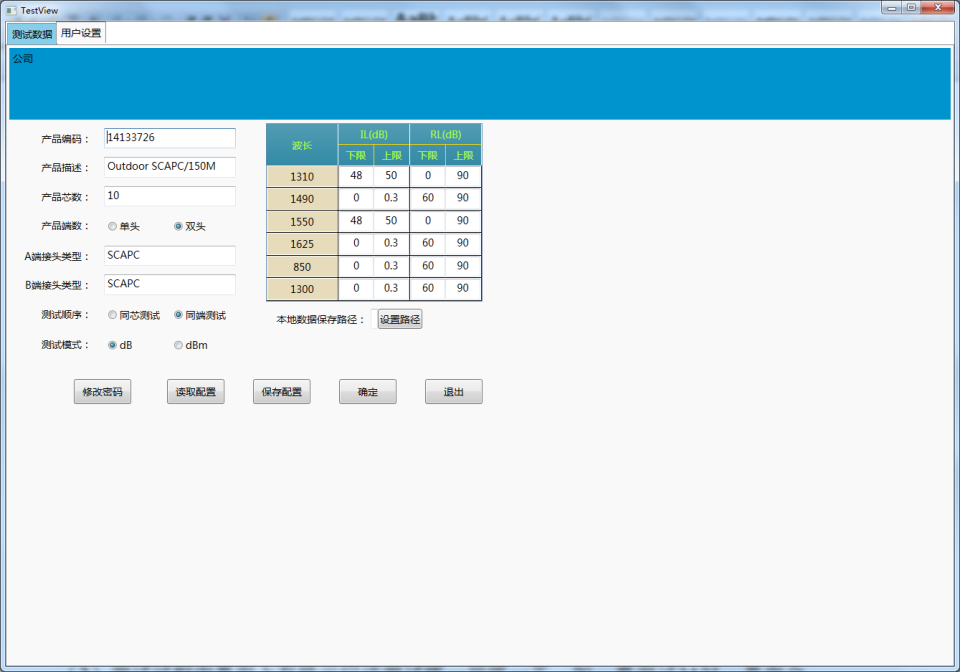 TestView
测试数据 用户设置
公司
产品编码： 14133726
产品描述： Outdoor SCAPC/150M
产品芯数： 10
产品端数： 单头 双头
A端接头类型： SCAPC
B端接头类型： SCAPC
测试顺序： 同芯测试 同端测试
测试模式： dB dBm
波长 IL(dB) RL(dB)
下限 上限 下限 上限
1310 48 50 0 90
1490 0 0.3 60 90
1550 48 50 0 90
1625 0 0.3 60 90
850 0 0.3 60 90
1300 0 0.3 60 90
本地数据保存路径： 设置路径
修改密码 读取配置 保存配置 确定 退出